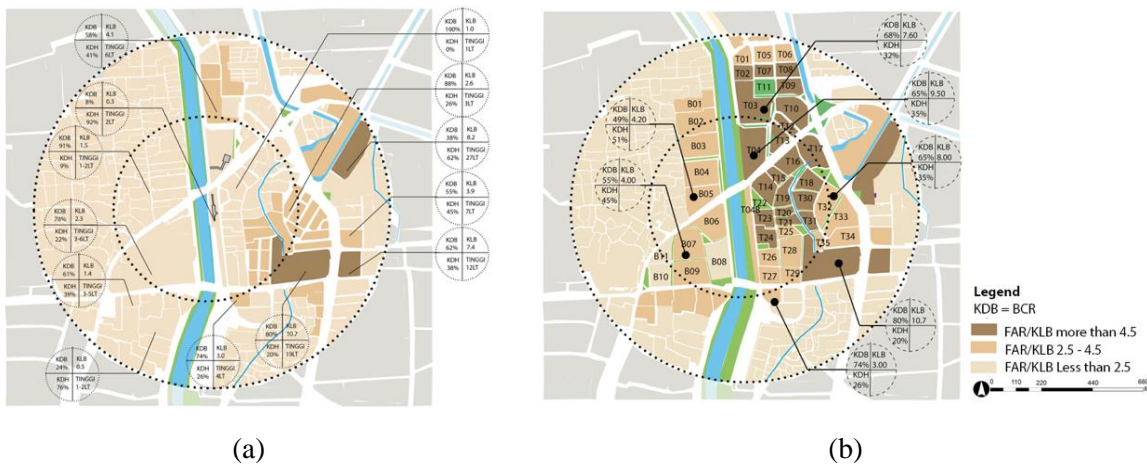 KDB KLB
58% 4.1
KDH TINGGI
41% 6LT
KDB KLB
8% 0.3
KDH TINGGI
92% 2LT
KDB KLB
91% 1.5
KDH TINGGI
9% 1-2LT
KDB KLB
78% 2.3
KDH TINGGI
22% 3-6LT
KDB KLB
61% 1.4
KDH TINGGI
39% 3-5LT
KDB KLB
24% 0.5
KDH TINGGI
76% 1-2LT
KDB KLB
74% 3.0
KDH TINGGI
26% 4LT
KDB KLB
80% 10.7
KDH TINGGI
20% 19LT
KDB KLB
100% 1.0
KDH TINGGI
0% 1LT
KDB KLB
88% 2.6
KDH TINGGI
26% 3LT
KDB KLB
38% 8.2
KDH TINGGI
62% 27LT
KDB KLB
55% 3.9
KDH TINGGI
45% 7LT
KDB KLB
62% 7.4
KDH TINGGI
38% 12LT
(a)
KDB KLB
68% 7.60
KDH
32%
KDB KLB
65% 9.50
KDH
35%
KDB KLB
65% 8.00
KDH
35%
KDB KLB
49% 4.20
KDH
51%
KDB KLB
55% 4.00
KDH
45%
KDB KLB
80% 10.7
KDH
20%
KDB KLB
74% 3.00
KDH
26%
T01 T05 T06
T02 T07 T08
T11 T09
T03 T10
B01
B02
B03
B04
B05
B06
B07
B08
B09
B10
B11
T13
T17
T16
T15
T14 T18
T19 T30
T22 T20
T23 T21 T31
T32
T33
T34
T35
T04B
T24 T25
T26 T28
T27 T29
Legend
KDB = BCR
FAR/KLB more than 4.5
FAR/KLB 2.5 - 4.5
FAR/KLB Less than 2.5
0 110 220 440 660
(b)